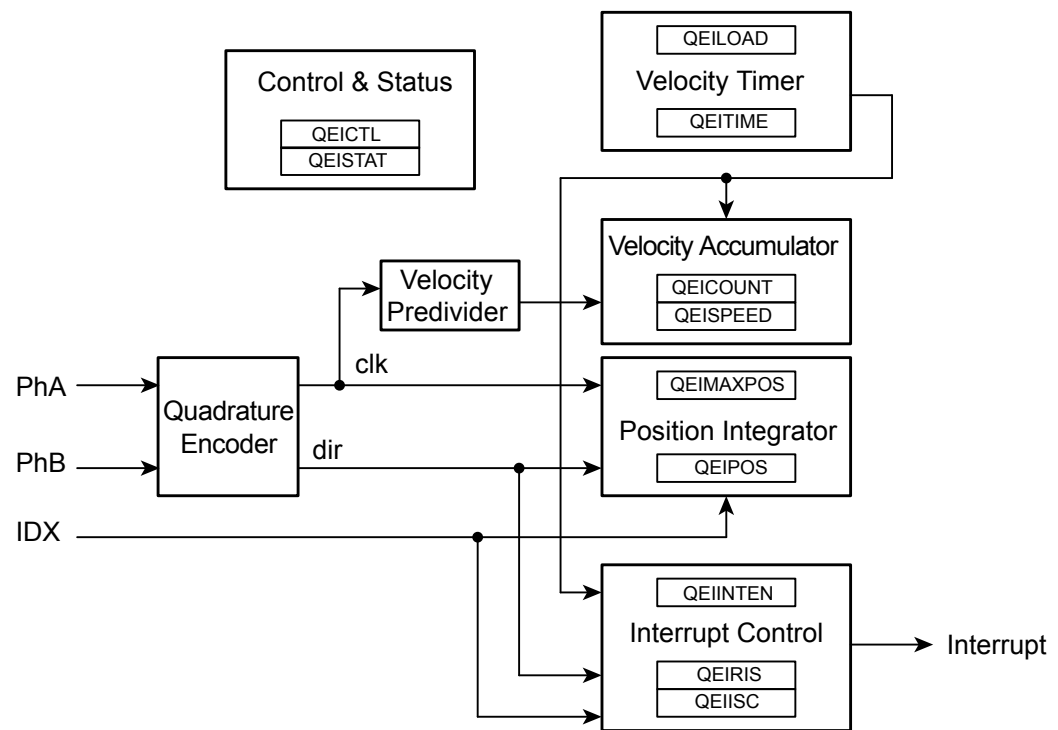 QEILOAD
Velocity Timer
QEITIME
Control & Status
QEICTL
QEISTAT
Velocity Accumulator
QEICOUNT
QEISPEED
Velocity
Predivider
clk
PhA
PhB
IDX
Quadrature
Encoder
dir
QEIMAXPOS
Position Integrator
QEIPOS
QEIINTEN
Interrupt Control
QEIRIS
QEIISC
Interrupt